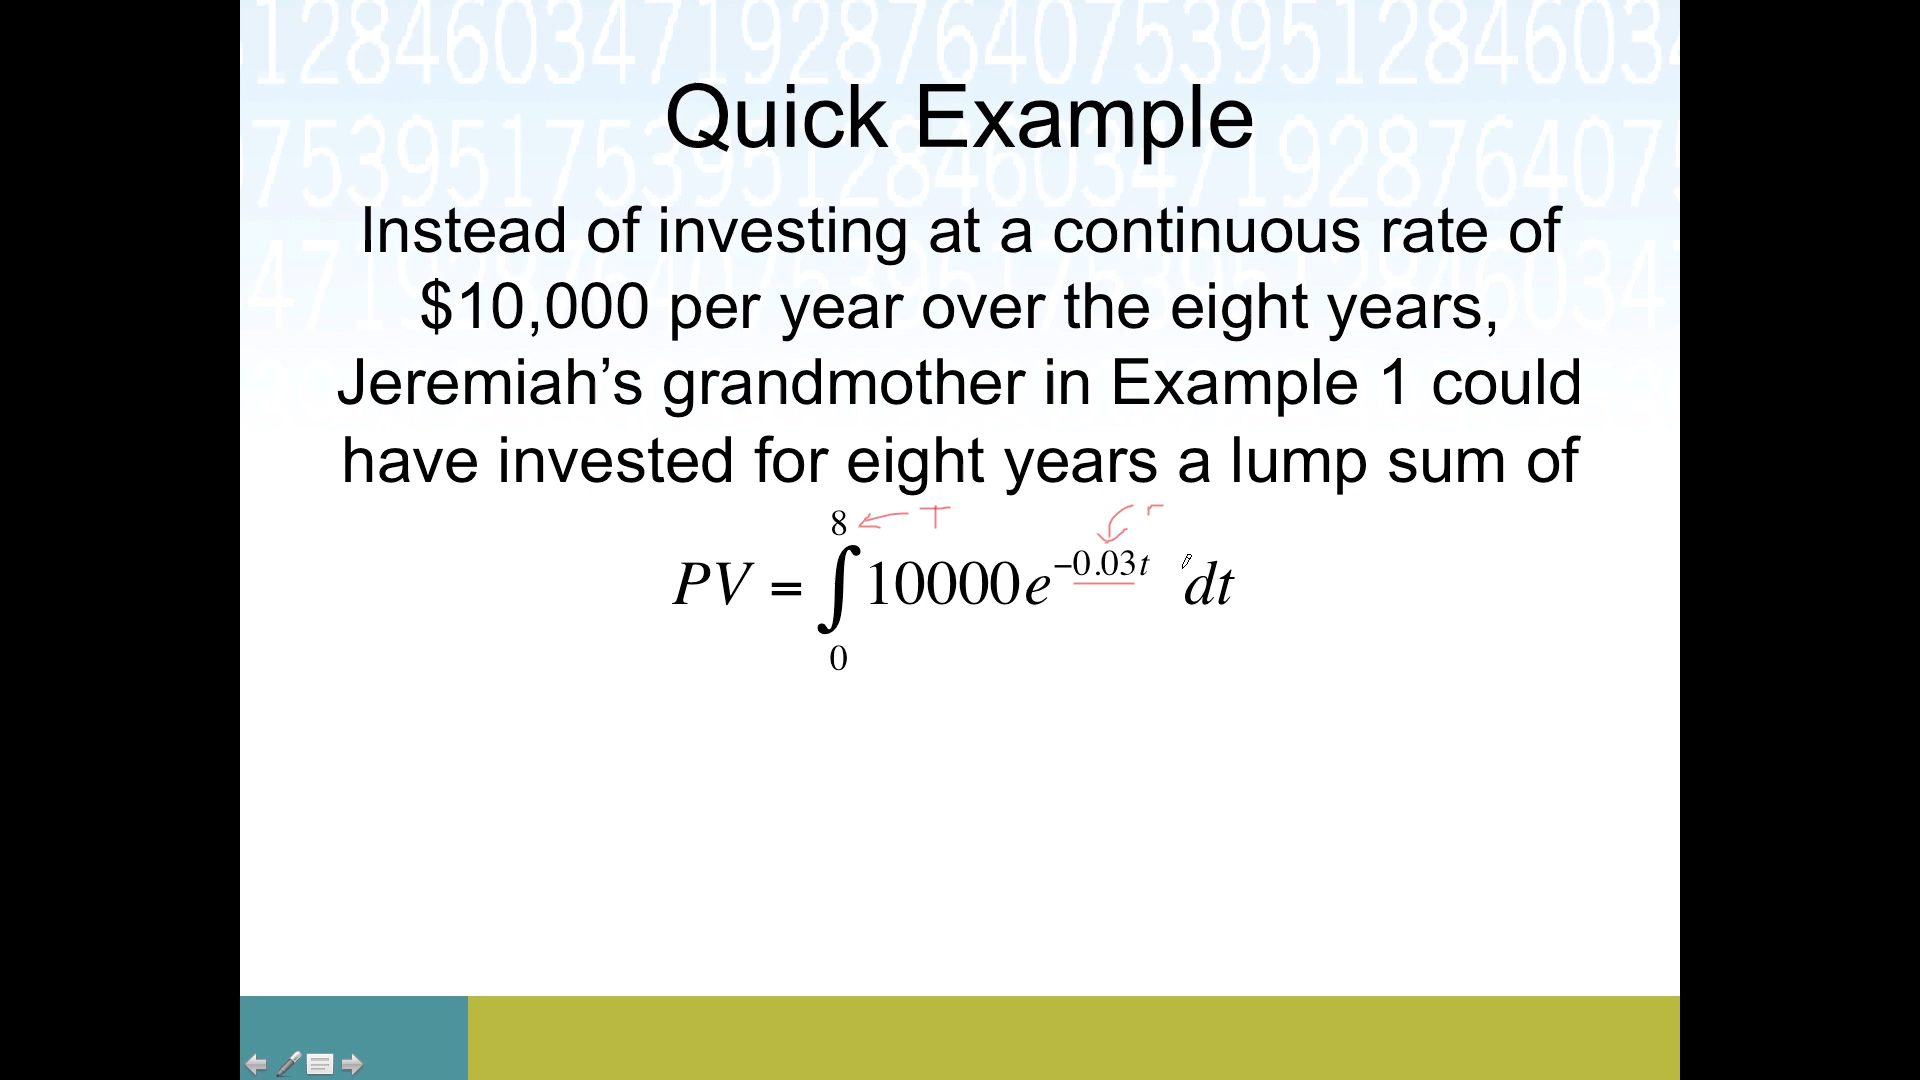 128460347192876407539512846034
Quick Example
753951753951284603471928764075
Instead of investing at a continuous rate of
$10,000 per year over the eight years,
Jeremiah’s grandmother in Example 1 could
have invested for eight years a lump sum of
8 ← T r
PV = ∫ 10000e^−0.03t dt
0